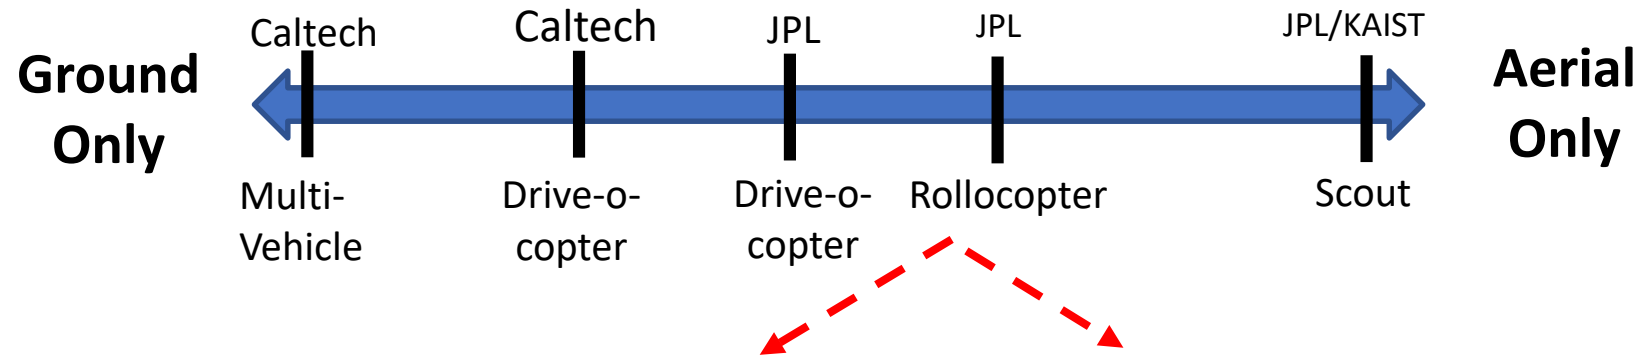 Caltech
Caltech
JPL
JPL
JPL/KAIST
Ground
Only
Aerial
Only
Multi-
Vehicle
Drive-o-
copter
Drive-o-
copter
Rollocopter
Scout